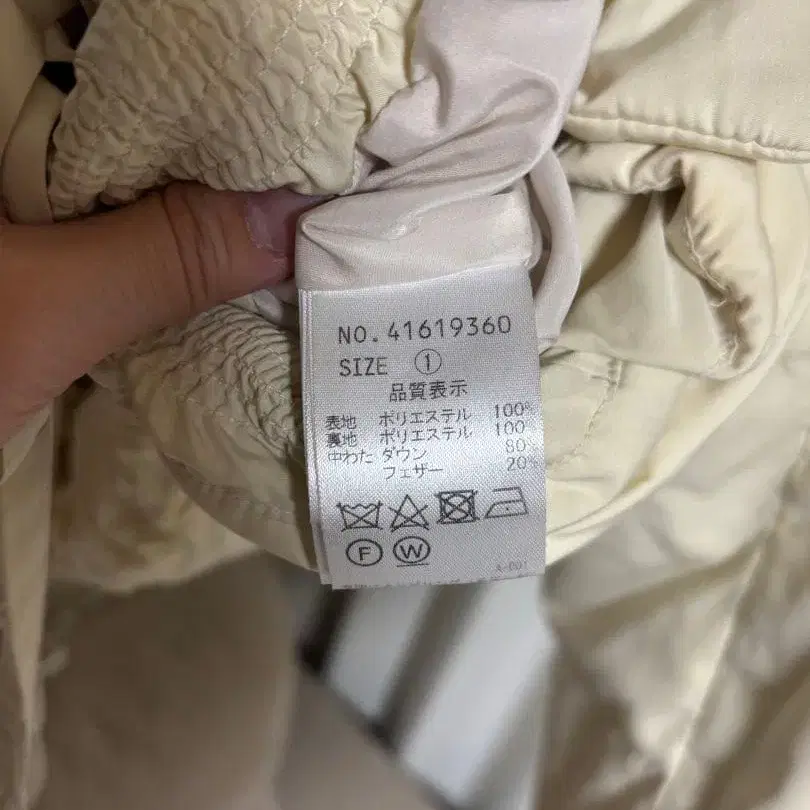 NO.41619360
SIZE ①
品質表示
表地 ポリエステル 100%
裏地 ポリエステル 100
中わた ダウン 80%
フェザー 20%
F W
A-001